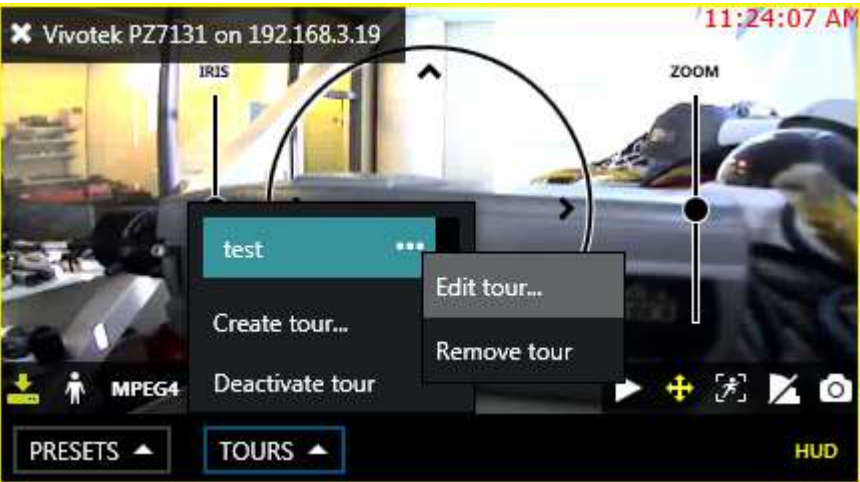 11:24:07 AM
Vivotek PZ7131 on 192.168.3.19
IRIS
ZOOM
test
Edit tour...
Create tour...
Remove tour
MPEG4
Deactivate tour
PRESETS
TOURS
HUD